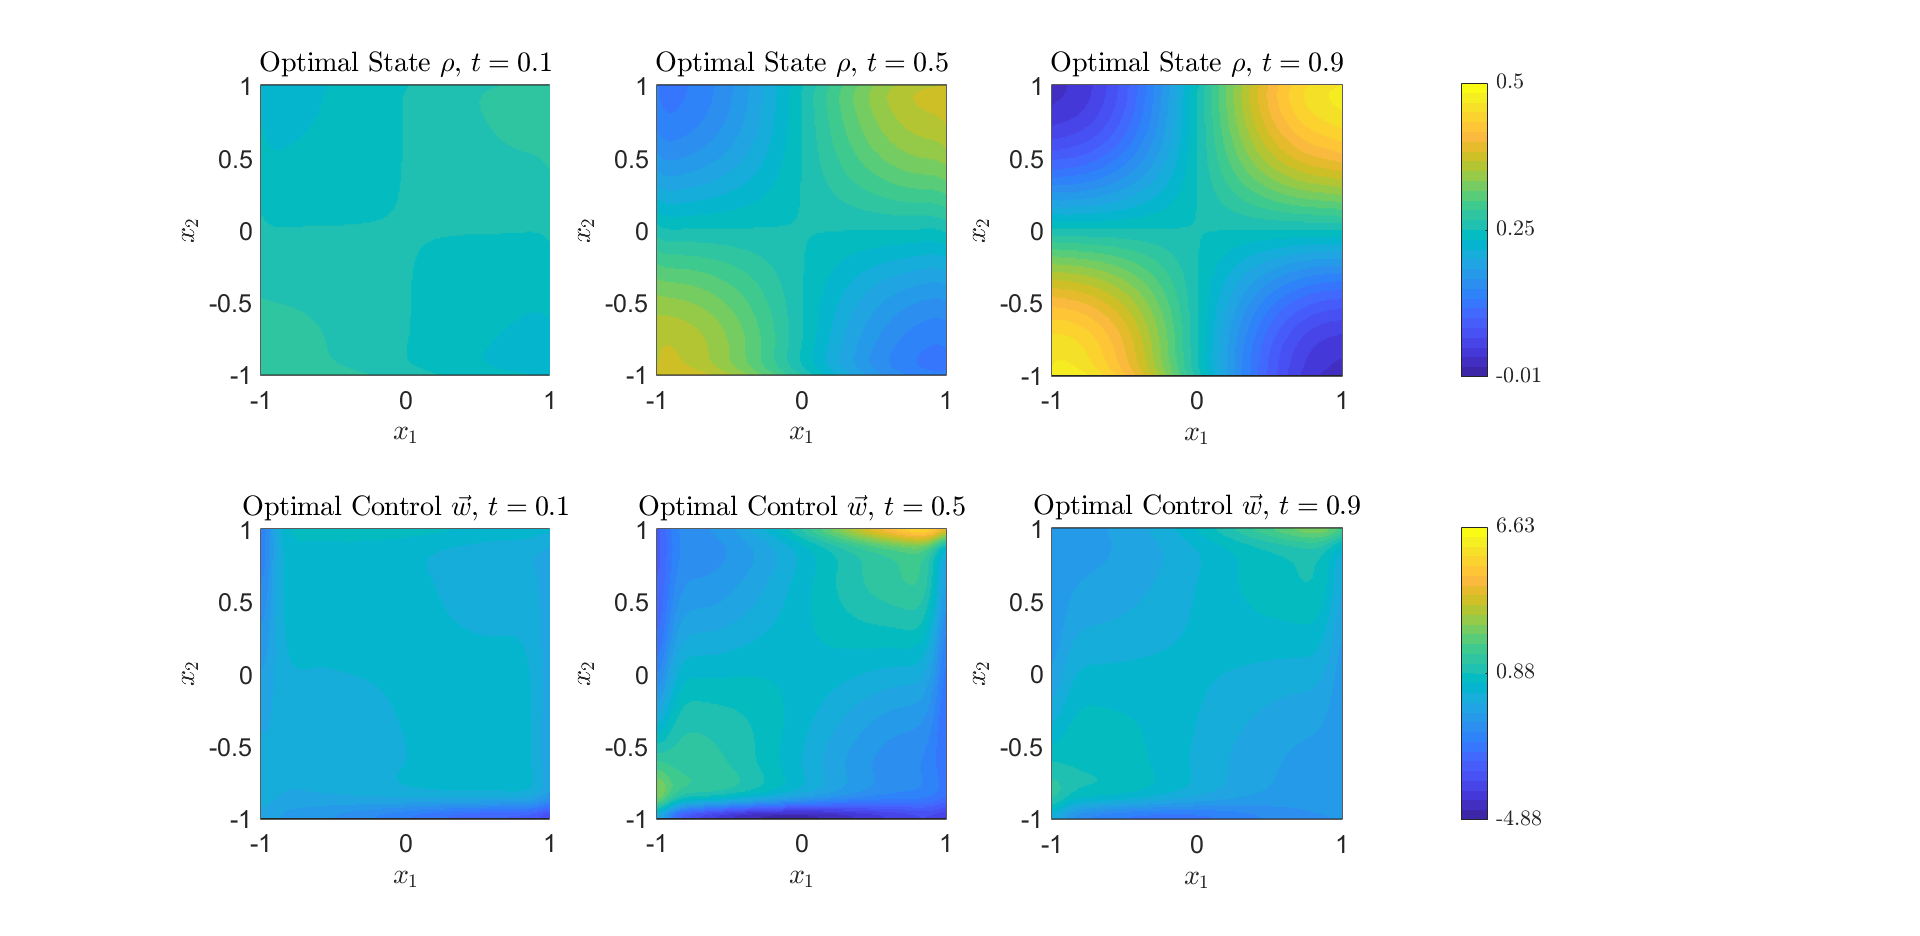 Optimal State ρ, t = 0.1
Optimal State ρ, t = 0.5
Optimal State ρ, t = 0.9
1
0.5
0
-0.5
-1
x₂
-1 0 1
x₁
1
0.5
0
-0.5
-1
x₂
-1 0 1
x₁
1
0.5
0
-0.5
-1
x₂
-1 0 1
x₁
0.5
0.25
-0.01
Optimal Control w⃗, t = 0.1
Optimal Control w⃗, t = 0.5
Optimal Control w⃗, t = 0.9
1
0.5
0
-0.5
-1
x₂
-1 0 1
x₁
1
0.5
0
-0.5
-1
x₂
-1 0 1
x₁
1
0.5
0
-0.5
-1
x₂
-1 0 1
x₁
6.63
0.88
-4.88